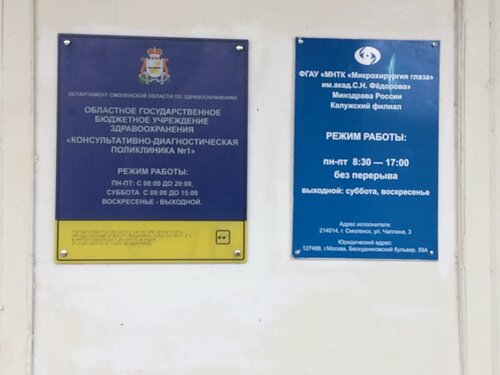 ДЕПАРТАМЕНТ СМОЛЕНСКОЙ ОБЛАСТИ ПО ЗДРАВООХРАНЕНИЮ
ОБЛАСТНОЕ ГОСУДАРСТВЕННОЕ
БЮДЖЕТНОЕ УЧРЕЖДЕНИЕ
ЗДРАВООХРАНЕНИЯ
«КОНСУЛЬТАТИВНО-ДИАГНОСТИЧЕСКАЯ
ПОЛИКЛИНИКА №1»
РЕЖИМ РАБОТЫ:
ПН-ПТ: С 08:00 ДО 20:00,
СУББОТА С 09:00 ДО 15:00
ВОСКРЕСЕНЬЕ - ВЫХОДНОЙ.
ФГАУ «МНТК «Микрохирургия глаза»
им.акад.С.Н. Фёдорова»
Минздрава России
Калужский филиал
РЕЖИМ РАБОТЫ:
пн-пт 8:30 — 17:00
без перерыва
выходной: суббота, воскресенье
Адрес исполнителя:
214014, г. Смоленск, ул. Чаплина, 3
Юридический адрес:
127486, г.Москва, Бескудниковский бульвар, 59А